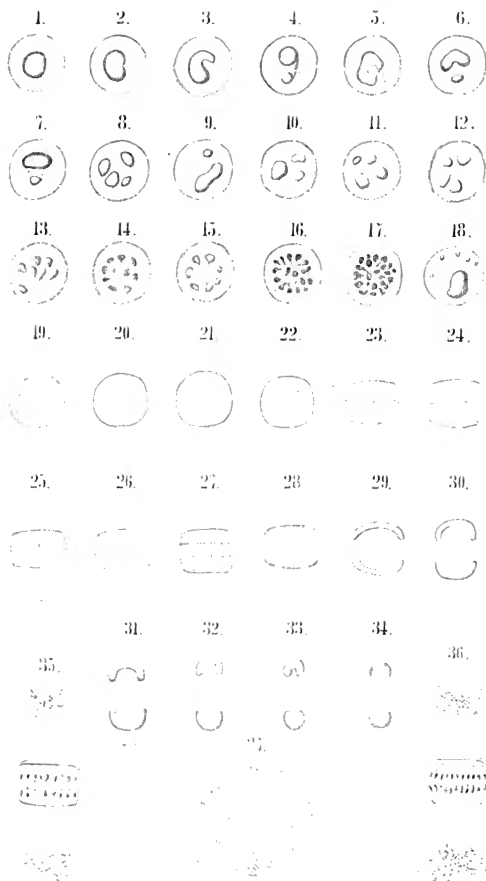 1. 2. 3. 4. 5. 6.
7. 8. 9. 10. 11. 12.
13. 14. 15. 16. 17. 18.
19. 20. 21. 22. 23. 24.
25. 26. 27. 28 29. 30.
31. 32. 33. 34.
35. 36.
37.